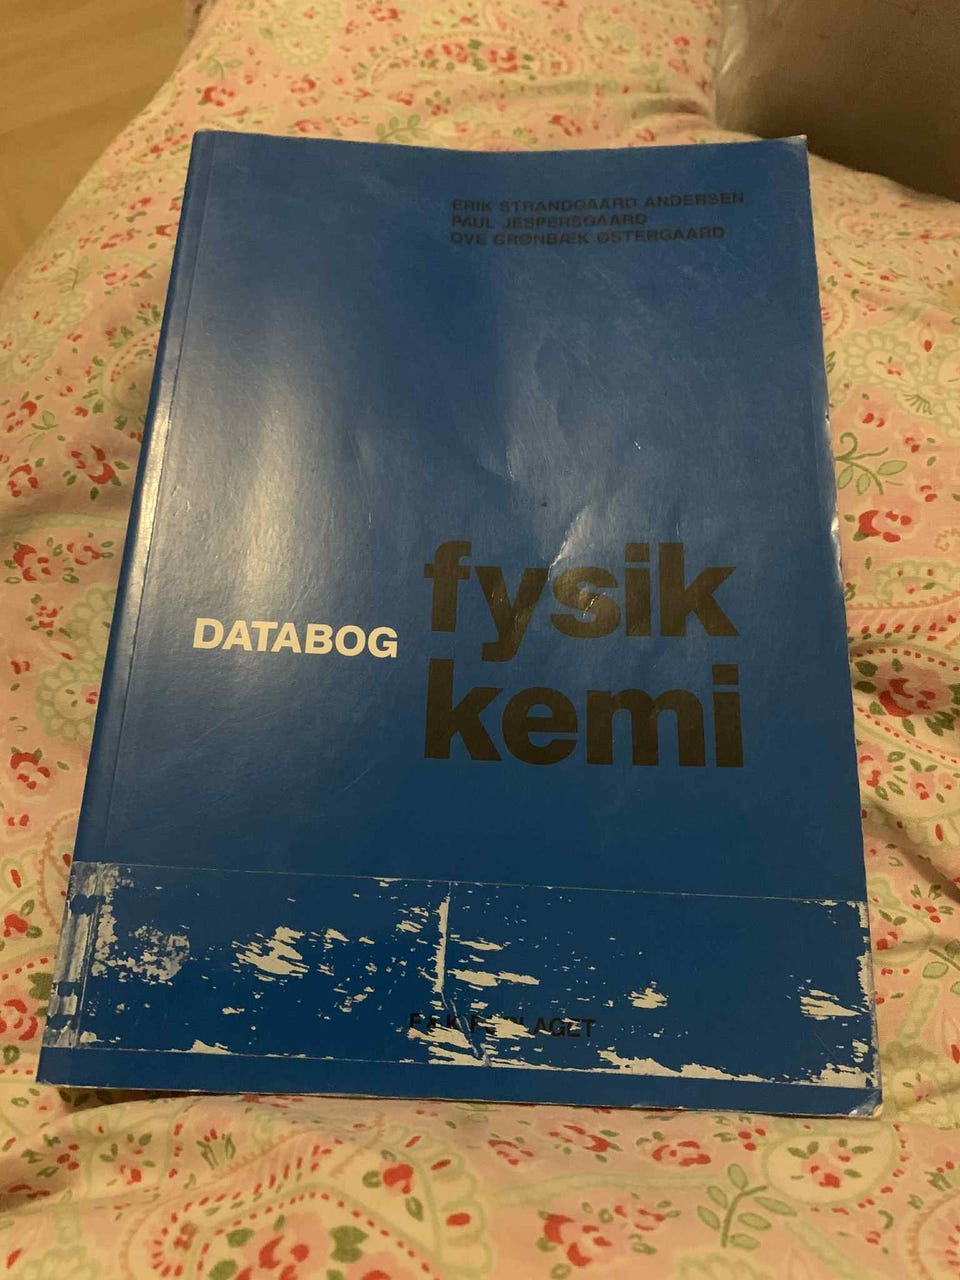 ERIK STRANDGAARD ANDERSEN
PAUL JESPERSGAARD
OVE GRØNBÆK ØSTERGAARD
DATABOG
fysik
kemi